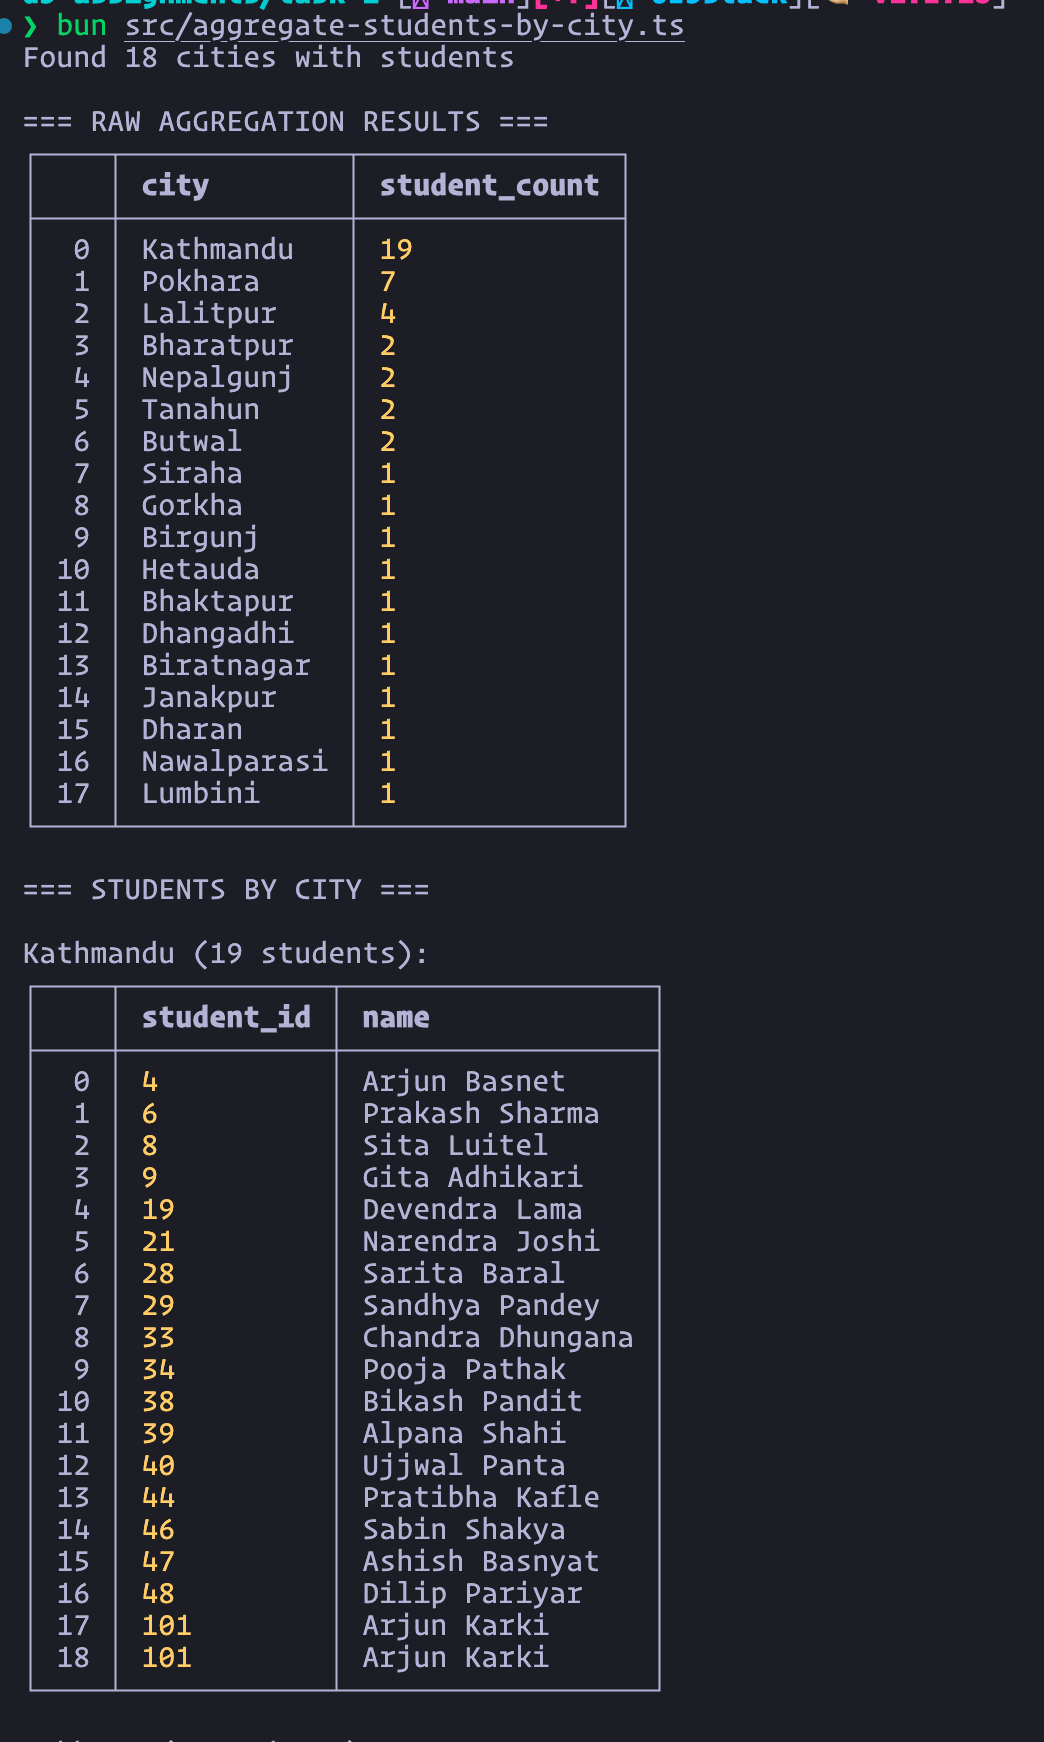 ❯ bun src/aggregate-students-by-city.ts
Found 18 cities with students
=== RAW AGGREGATION RESULTS ===
city student_count
0 Kathmandu 19
1 Pokhara 7
2 Lalitpur 4
3 Bharatpur 2
4 Nepalgunj 2
5 Tanahun 2
6 Butwal 2
7 Siraha 1
8 Gorkha 1
9 Birgunj 1
10 Hetauda 1
11 Bhaktapur 1
12 Dhangadhi 1
13 Biratnagar 1
14 Janakpur 1
15 Dharan 1
16 Nawalparasi 1
17 Lumbini 1
=== STUDENTS BY CITY ===
Kathmandu (19 students):
student_id name
0 4 Arjun Basnet
1 6 Prakash Sharma
2 8 Sita Luitel
3 9 Gita Adhikari
4 19 Devendra Lama
5 21 Narendra Joshi
6 28 Sarita Baral
7 29 Sandhya Pandey
8 33 Chandra Dhungana
9 34 Pooja Pathak
10 38 Bikash Pandit
11 39 Alpana Shahi
12 40 Ujjwal Panta
13 44 Pratibha Kafle
14 46 Sabin Shakya
15 47 Ashish Basnyat
16 48 Dilip Pariyar
17 101 Arjun Karki
18 101 Arjun Karki